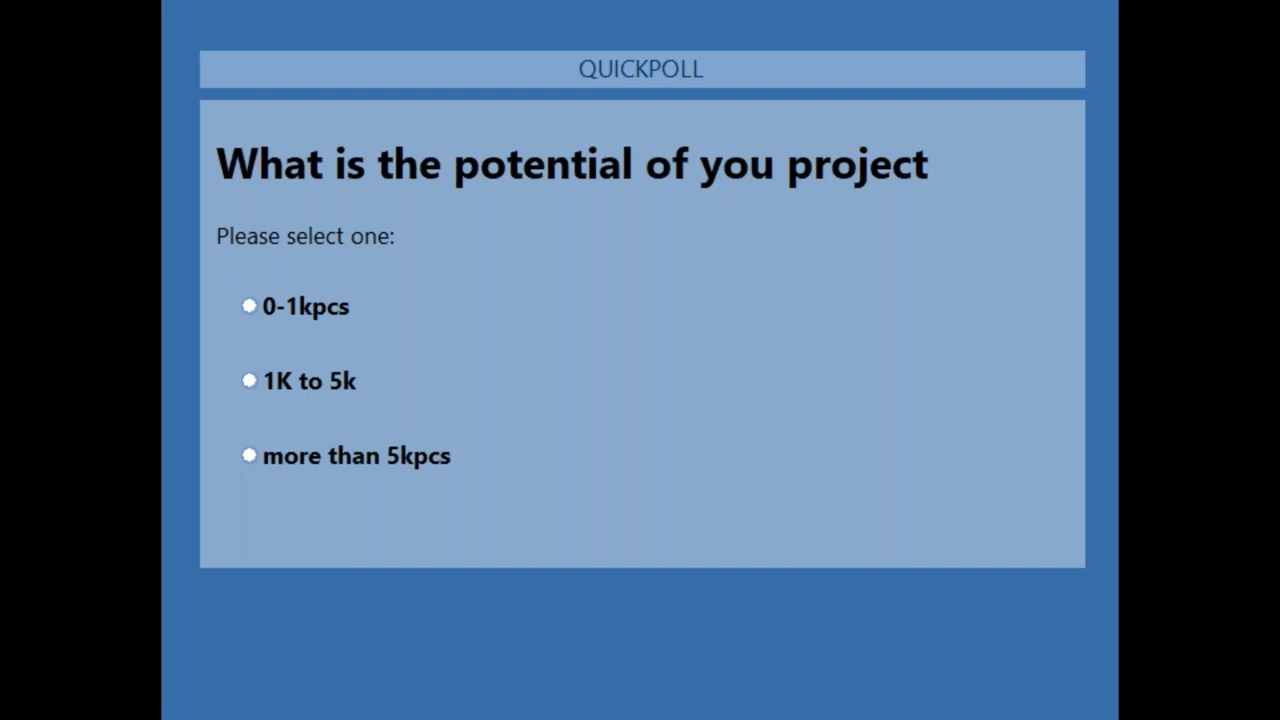 QUICKPOLL
What is the potential of you project
Please select one:
0-1kpcs
1K to 5k
more than 5kpcs